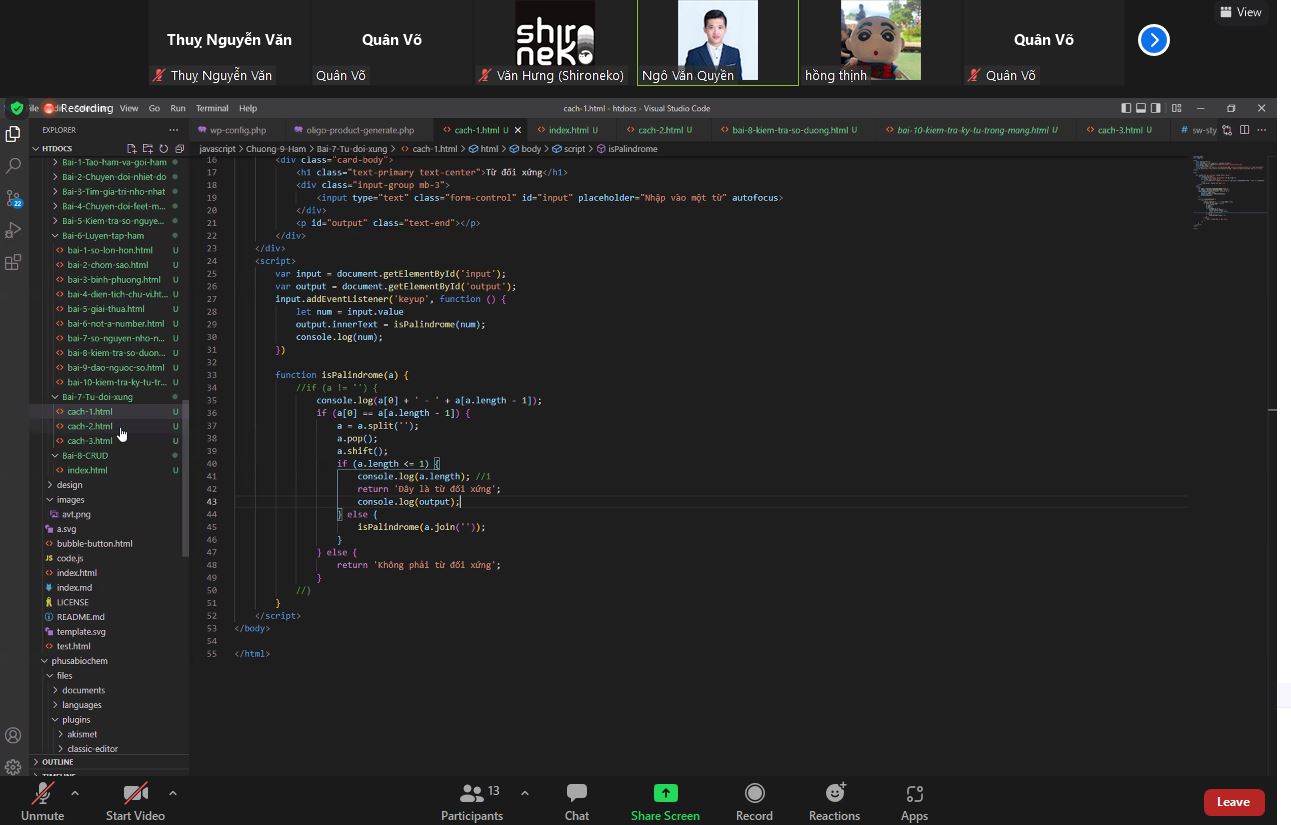 Thuỵ Nguyễn Văn
Thuỵ Nguyễn Văn
Quân Võ
Quân Võ
shironeko
Văn Hưng (Shironeko)
Ngô Văn Quyền
hồng thịnh
Quân Võ
Quân Võ
View
Recording View Go Run Terminal Help
cach-1.html - htdocs - Visual Studio Code
EXPLORER
HTDOCS
Bai-1-Tao-ham-va-goi-ham
Bai-2-Chuyen-doi-nhiet-do
Bai-3-Tim-gia-tri-nho-nhat
Bai-4-Chuyen-doi-feet-m...
Bai-5-Kiem-tra-so-nguye...
Bai-6-Luyen-tap-ham
bai-1-so-lon-hon.html U
bai-2-chom-sao.html U
bai-3-binh-phuong.html U
bai-4-dien-tich-chu-vi.ht... U
bai-5-giai-thua.html U
bai-6-not-a-number.html U
bai-7-so-nguyen-nho-n... U
bai-8-kiem-tra-so-duon... U
bai-9-dao-nguoc-so.html U
bai-10-kiem-tra-ky-tu-tr... U
Bai-7-Tu-doi-xung
cach-1.html U
cach-2.html U
cach-3.html U
Bai-8-CRUD
index.html U
design
images
avt.png
a.svg
bubble-button.html
JS code.js
index.html
index.md
LICENSE
README.md
template.svg
test.html
phusabiochem
files
documents
languages
plugins
akismet
classic-editor
OUTLINE
22
wp-config.php
oligo-product-generate.php
cach-1.html U
index.html U
cach-2.html U
bai-8-kiem-tra-so-duong.html U
bai-10-kiem-tra-ky-tu-trong-mang.html U
cach-3.html U
# sw-sty
javascript > Chuong-9-Ham > Bai-7-Tu-doi-xung > cach-1.html > html > body > script > isPalindrome
16 <div class="card-body">
17 <h1 class="text-primary text-center">Từ đối xứng</h1>
18 <div class="input-group mb-3">
19 <input type="text" class="form-control" id="input" placeholder="Nhập vào một từ" autofocus>
20 </div>
21 <p id="output" class="text-end"></p>
22 </div>
23 </div>
24 <script>
25 var input = document.getElementById('input');
26 var output = document.getElementById('output');
27 input.addEventListener('keyup', function () {
28 let num = input.value
29 output.innerText = isPalindrome(num);
30 console.log(num);
31 })
32
33 function isPalindrome(a) {
34 //if (a != '') {
35 console.log(a[0] + ' - ' + a[a.length - 1]);
36 if (a[0] == a[a.length - 1]) {
37 a = a.split('');
38 a.pop();
39 a.shift();
40 if (a.length <= 1) {
41 console.log(a.length); //1
42 return 'Đây là từ đối xứng';
43 console.log(output);
44 } else {
45 isPalindrome(a.join(''));
46 }
47 } else {
48 return 'Không phải từ đối xứng';
49 }
50 //}
51 }
52 </script>
53 </body>
54
55 </html>
Unmute
Start Video
13
Participants
Chat
Share Screen
Record
Reactions
Apps
Leave